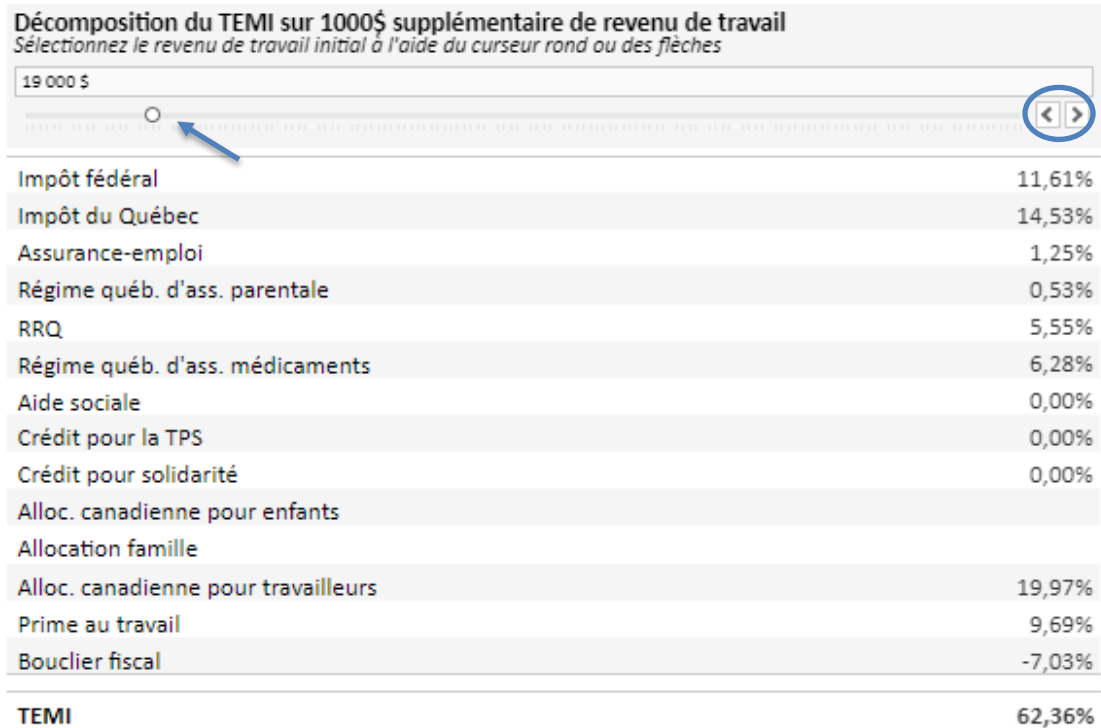 Décomposition du TEMI sur 1000$ supplémentaire de revenu de travail
Sélectionnez le revenu de travail initial à l'aide du curseur rond ou des flèches
19 000 $
Impôt fédéral 11,61%
Impôt du Québec 14,53%
Assurance-emploi 1,25%
Régime québ. d'ass. parentale 0,53%
RRQ 5,55%
Régime québ. d'ass. médicaments 6,28%
Aide sociale 0,00%
Crédit pour la TPS 0,00%
Crédit pour solidarité 0,00%
Alloc. canadienne pour enfants
Allocation famille
Alloc. canadienne pour travailleurs 19,97%
Prime au travail 9,69%
Bouclier fiscal -7,03%
TEMI 62,36%